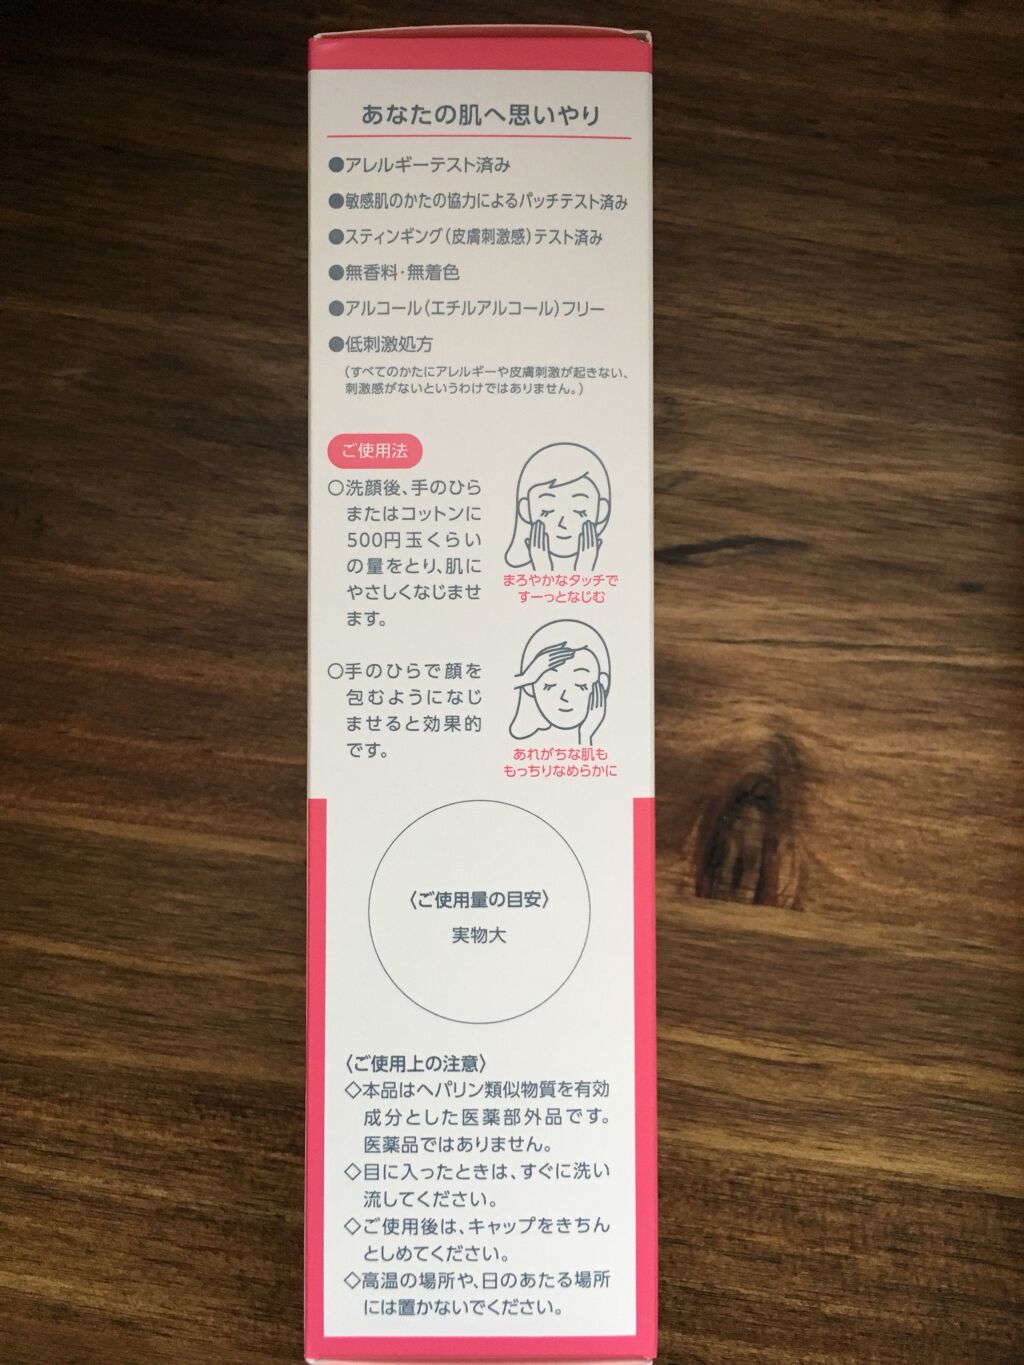 あなたの肌へ思いやり
●アレルギーテスト済み
●敏感肌のかたの協力によるパッチテスト済み
●スティンギング(皮膚刺激感)テスト済み
●無香料・無着色
●アルコール(エチルアルコール)フリー
●低刺激処方
(すべてのかたにアレルギーや皮膚刺激が起きない、
刺激感がないというわけではありません。)
ご使用法
○洗顔後、手のひら
またはコットンに
500円玉くらい
の量をとり、肌に
やさしくなじませ
ます。
まろやかなタッチで
すーっとなじむ
○手のひらで顔を
包むようになじ
ませると効果的
です。
あれがちな肌も
もっちりなめらかに
〈ご使用量の目安〉
実物大
〈ご使用上の注意〉
◇本品はヘパリン類似物質を有効
成分とした医薬部外品です。
医薬品ではありません。
◇目に入ったときは、すぐに洗い
流してください。
◇ご使用後は、キャップをきちん
としめてください。
◇高温の場所や、日のあたる場所
には置かないでください。